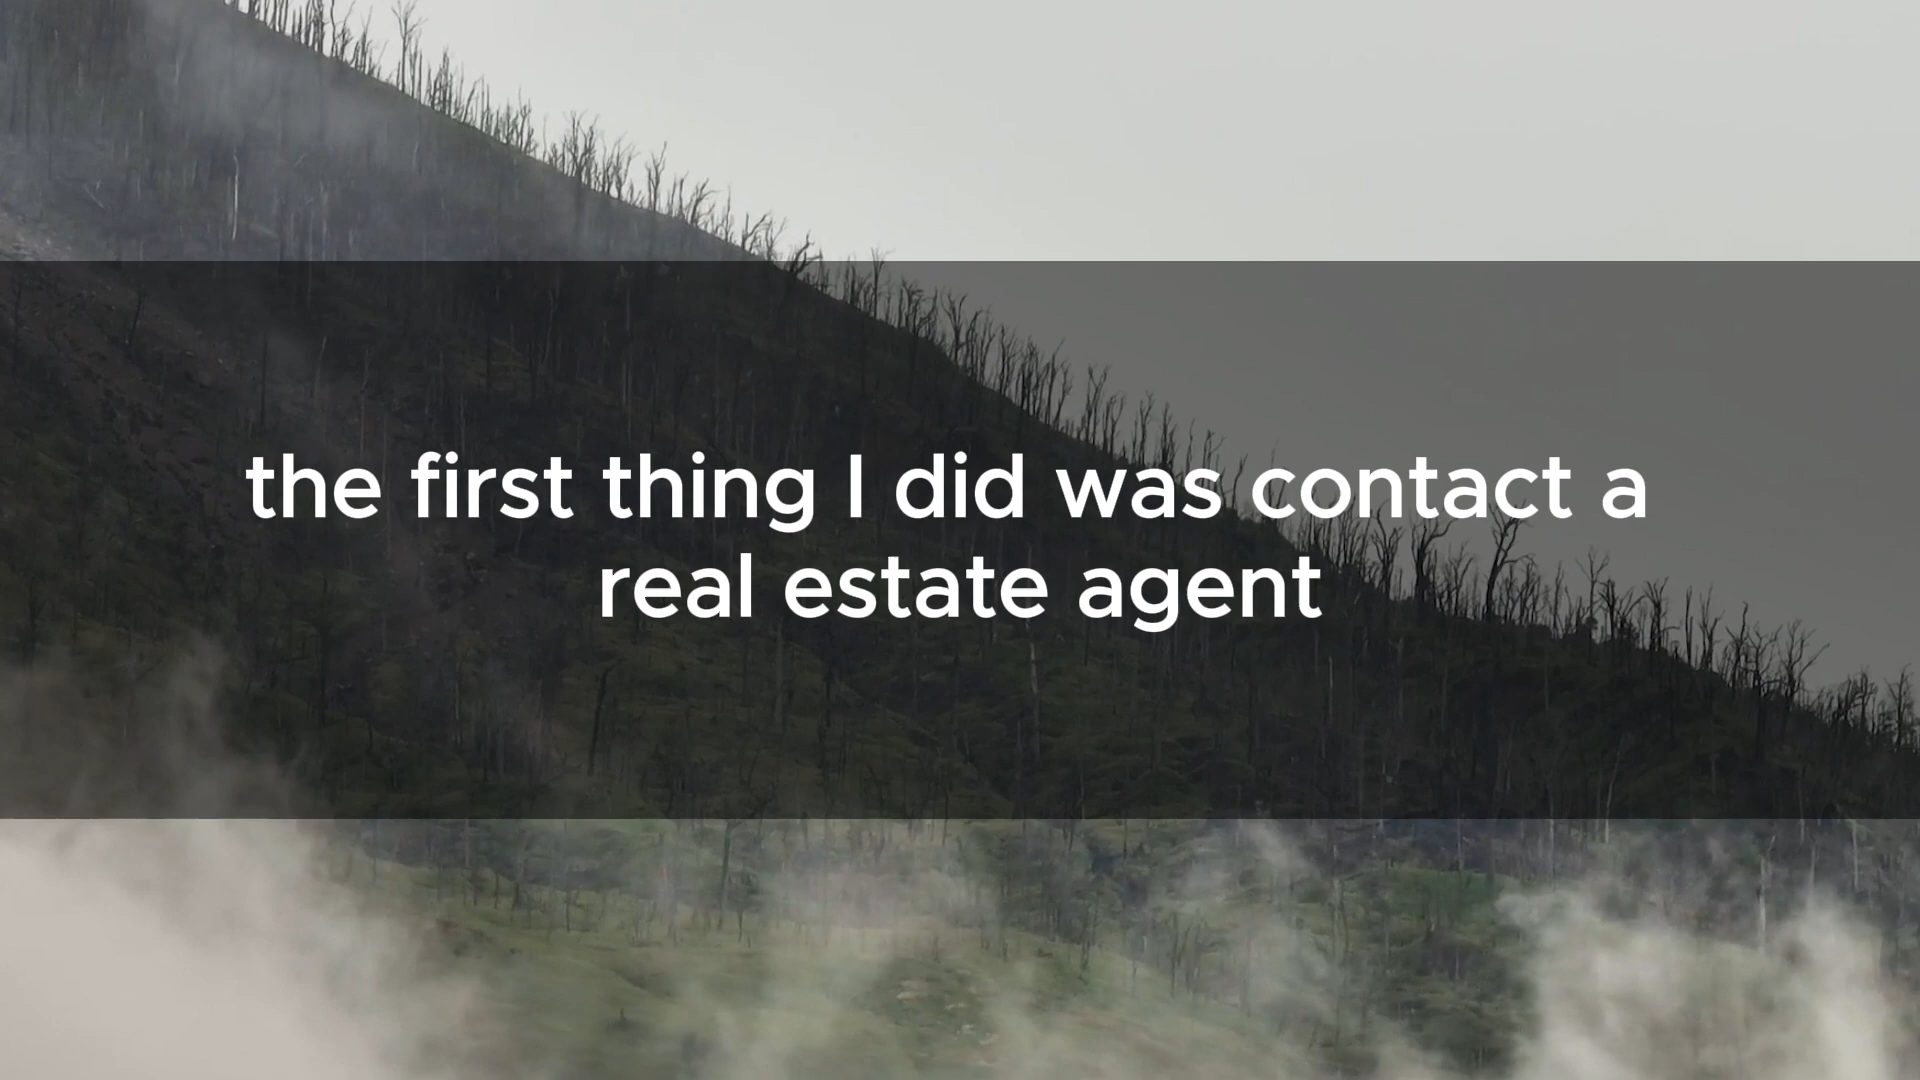 the first thing I did was contact a
real estate agent